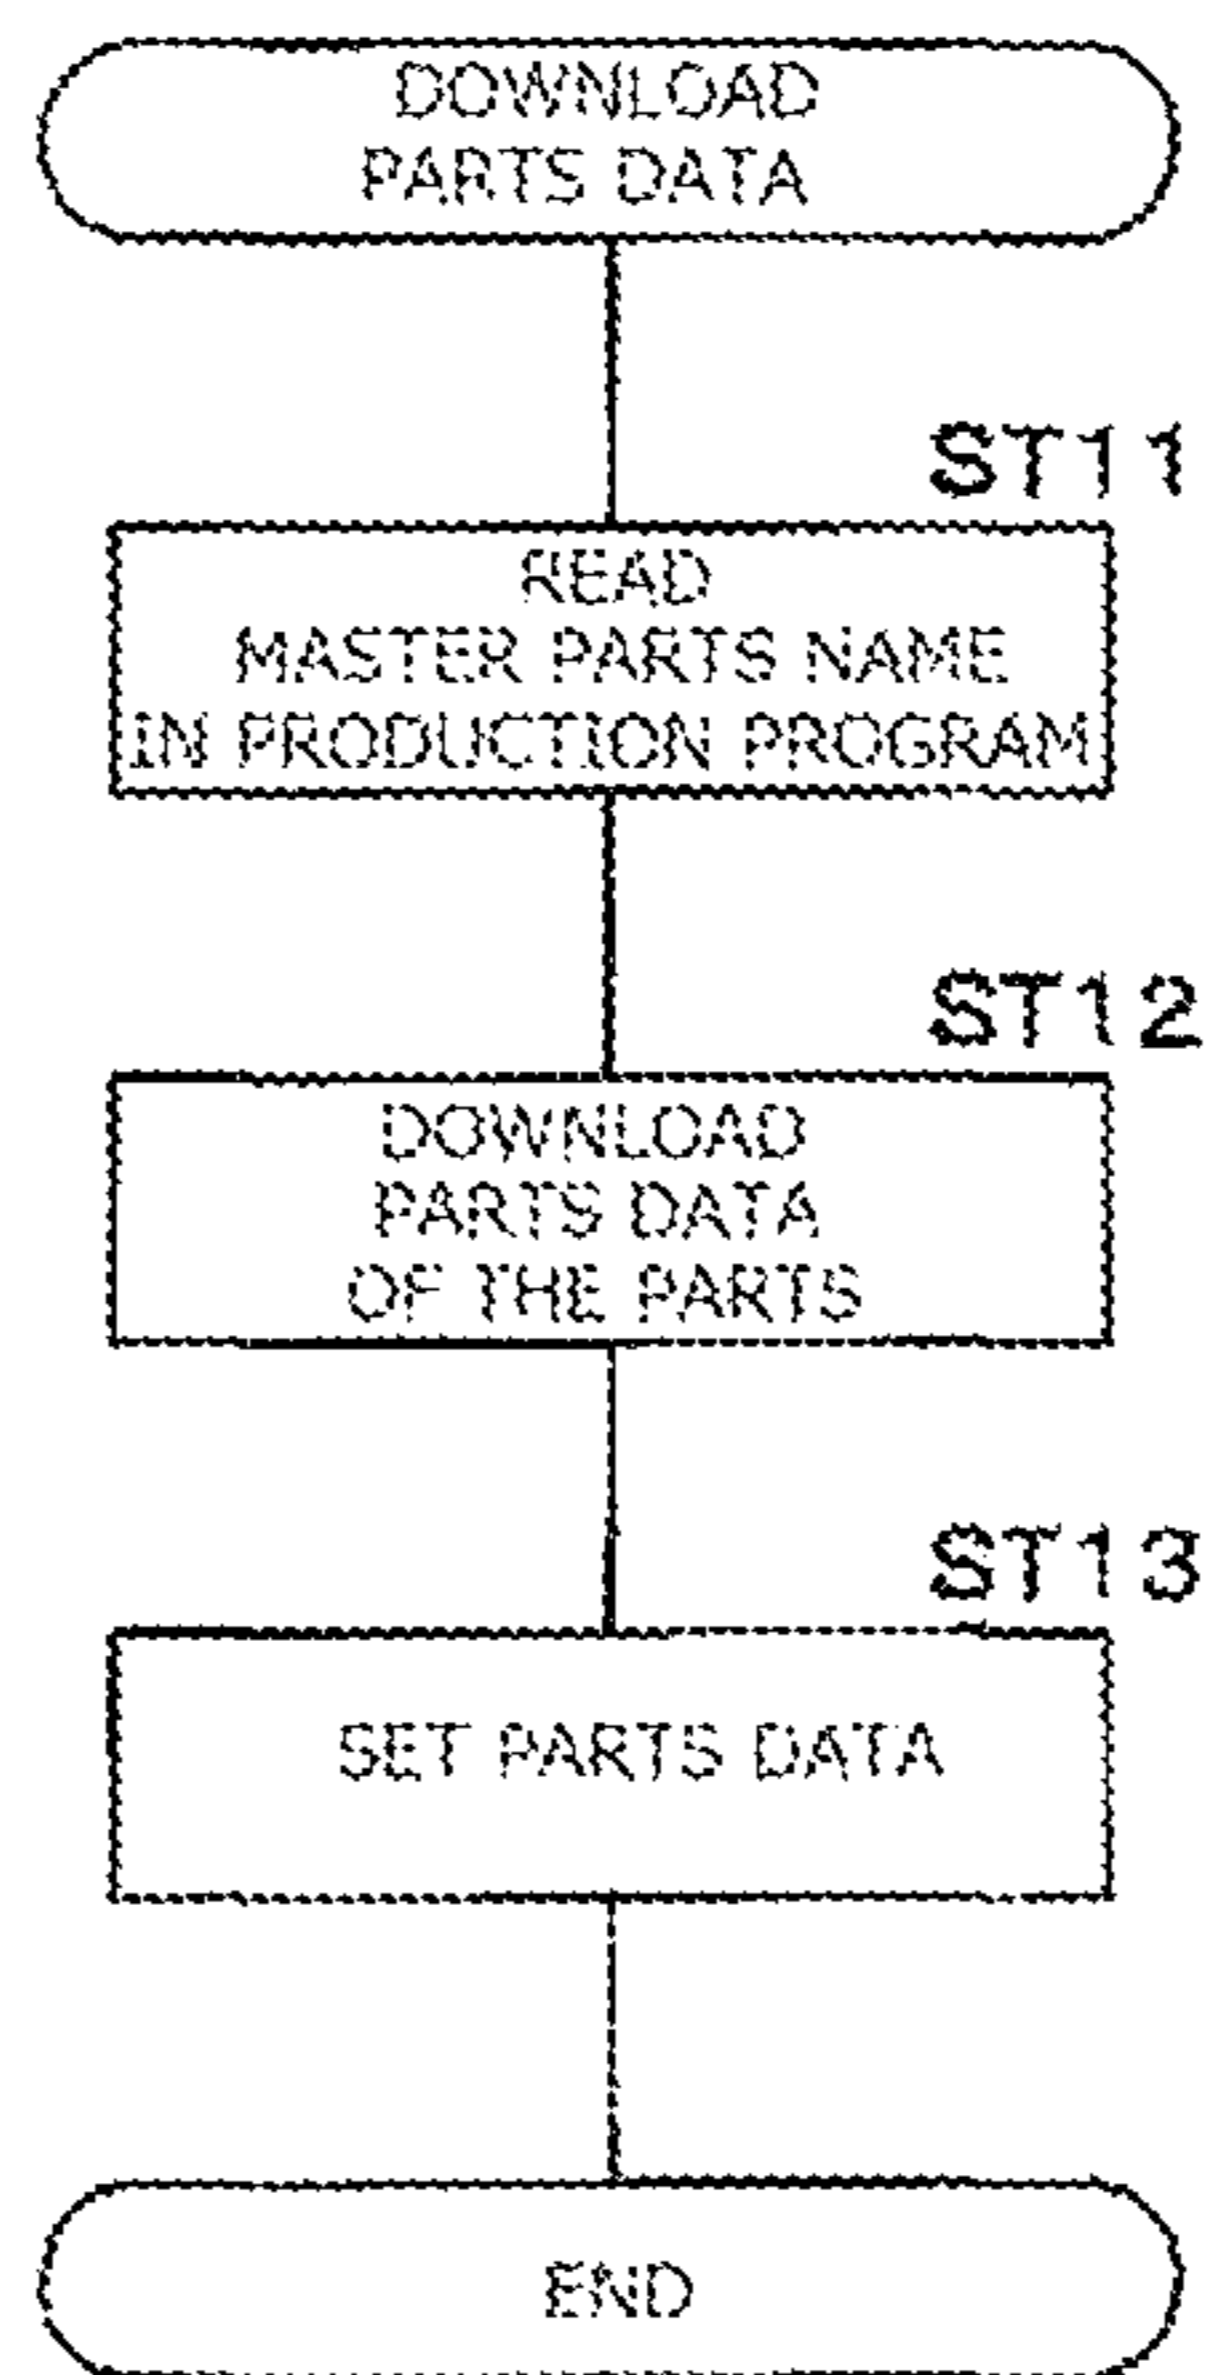 DOWNLOAD
PARTS DATA
ST11
READ
MASTER PARTS NAME
IN PRODUCTION PROGRAM
ST12
DOWNLOAD
PARTS DATA
OF THE PARTS
ST13
SET PARTS DATA
END